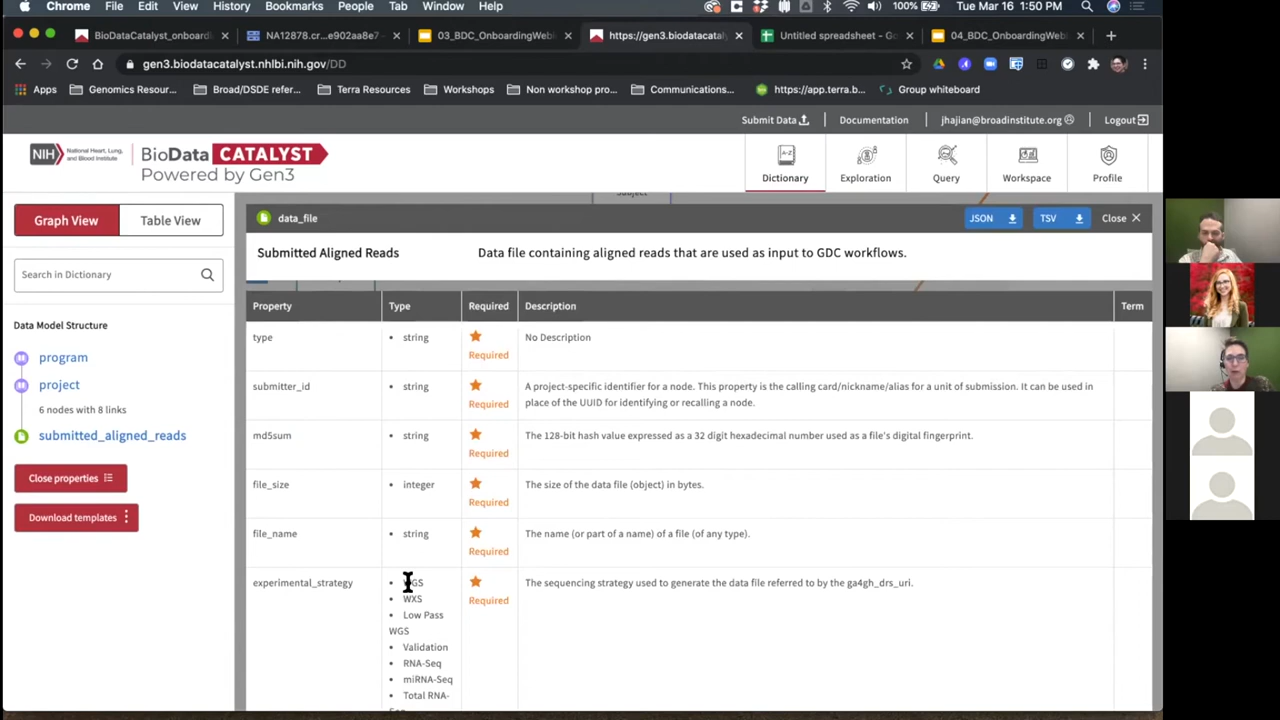 Chrome File Edit View History Bookmarks People Tab Window Help
100% Tue Mar 16 1:50 PM
BioDataCatalyst_onboardi
NA12878.cr...e902aa8e7
03_BDC_OnboardingWebi
https://gen3.biodatacatalyst
Untitled spreadsheet - Goo
04_BDC_OnboardingWebi
gen3.biodatacatalyst.nhlbi.nih.gov/DD
Apps
Genomics Resour...
Broad/DSDE refer...
Terra Resources
Workshops
Non workshop pro...
Communications...
https://app.terra.b...
Group whiteboard
Submit Data
Documentation
jhajian@broadinstitute.org
Logout
NIH National Heart, Lung, and Blood Institute
BioData CATALYST
Powered by Gen3
Dictionary
Exploration
Query
Workspace
Profile
Graph View
Table View
Search in Dictionary
Data Model Structure
program
project
6 nodes with 8 links
submitted_aligned_reads
Close properties
Download templates
Subject
data_file
JSON
TSV
Close
Submitted Aligned Reads
Data file containing aligned reads that are used as input to GDC workflows.
Property Type Required Description Term
type • string Required No Description
submitter_id • string Required A project-specific identifier for a node. This property is the calling card/nickname/alias for a unit of submission. It can be used in
place of the UUID for identifying or recalling a node.
md5sum • string Required The 128-bit hash value expressed as a 32 digit hexadecimal number used as a file's digital fingerprint.
file_size • integer Required The size of the data file (object) in bytes.
file_name • string Required The name (or part of a name) of a file (of any type).
experimental_strategy • WGS Required The sequencing strategy used to generate the data file referred to by the ga4gh_drs_uri.
• WXS
• Low Pass
WGS
• Validation
• RNA-Seq
• miRNA-Seq
• Total RNA-